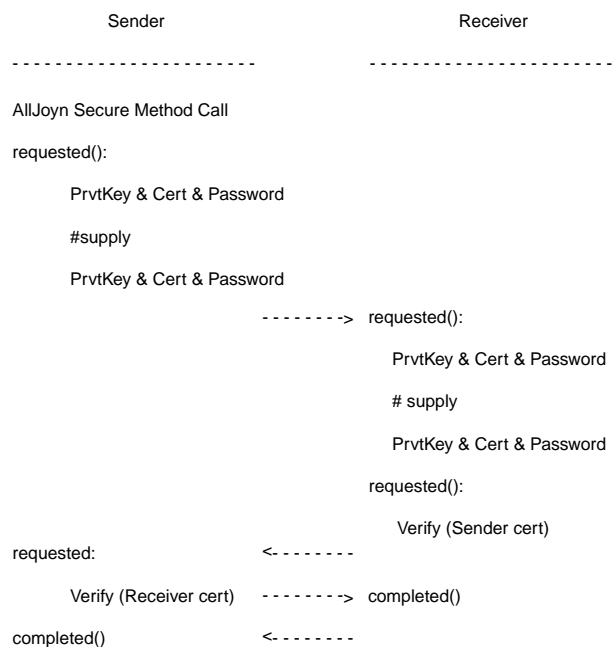 Sender Receiver
- - - - - - - - - - - - - - - - - - - - - - - - - - - - - - - - - - - - - - - - - - - - - -
AllJoyn Secure Method Call
requested():
PrvtKey & Cert & Password
#supply
PrvtKey & Cert & Password
- - - - - - - -> requested():
PrvtKey & Cert & Password
# supply
PrvtKey & Cert & Password
requested():
Verify (Sender cert)
requested: <- - - - - - - -
Verify (Receiver cert) - - - - - - - -> completed()
completed() <- - - - - - - -